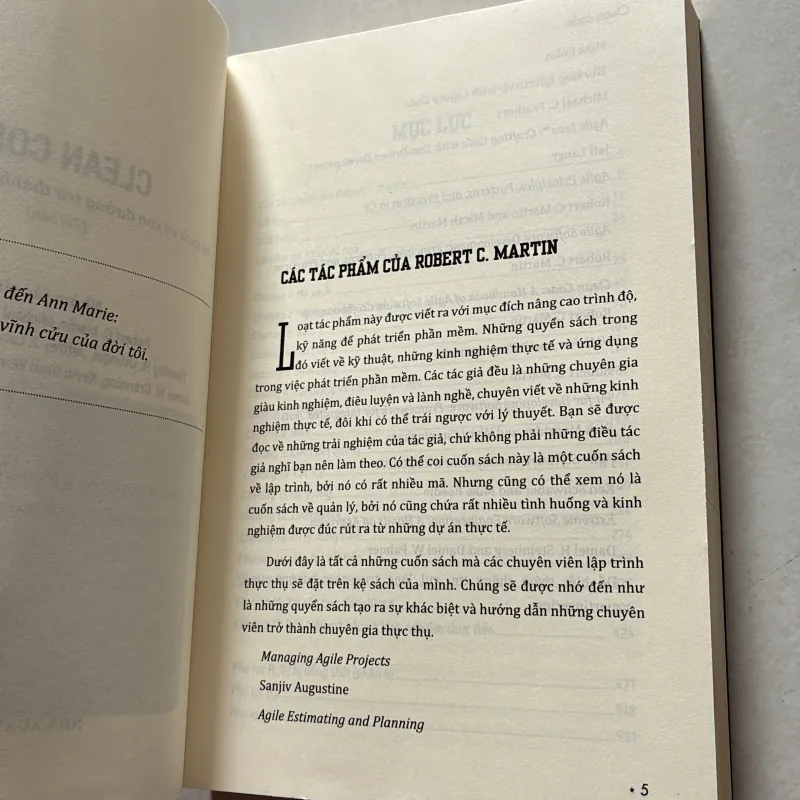 đến Ann Marie:
vĩnh cửu của đời tôi.
CÁC TÁC PHẨM CỦA ROBERT C. MARTIN
Loạt tác phẩm này được viết ra với mục đích nâng cao trình độ,
kỹ năng để phát triển phần mềm. Những quyển sách trong
đó viết về kỹ thuật, những kinh nghiệm thực tế và ứng dụng
trong việc phát triển phần mềm. Các tác giả đều là những chuyên gia
giàu kinh nghiệm, điêu luyện và lành nghề, chuyên viết về những kinh
nghiệm thực tế, đôi khi có thể trái ngược với lý thuyết. Bạn sẽ được
đọc về những trải nghiệm của tác giả, chứ không phải những điều tác
giả nghĩ bạn nên làm theo. Có thể coi cuốn sách này là một cuốn sách
về lập trình, bởi nó có rất nhiều mã. Nhưng cũng có thể xem nó là
cuốn sách về quản lý, bởi nó cũng chứa rất nhiều tình huống và kinh
nghiệm được đúc rút ra từ những dự án thực tế.
Dưới đây là tất cả những cuốn sách mà các chuyên viên lập trình
thực thụ sẽ đặt trên kệ sách của mình. Chúng sẽ được nhớ đến như
là những quyển sách tạo ra sự khác biệt và hướng dẫn những chuyên
viên trở thành chuyên gia thực thụ.
Managing Agile Projects
Sanjiv Augustine
Agile Estimating and Planning
* 5